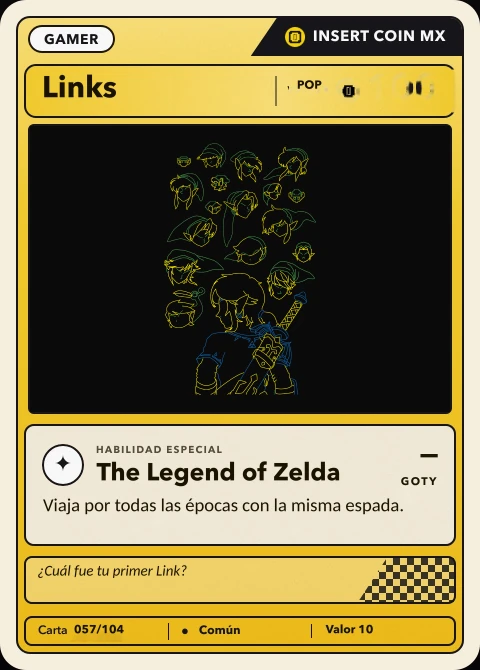 GAMER
INSERT COIN MX
Links
POP
HABILIDAD ESPECIAL
The Legend of Zelda
GOTY
Viaja por todas las épocas con la misma espada.
¿Cuál fue tu primer Link?
Carta 057/104
• Común
Valor 10